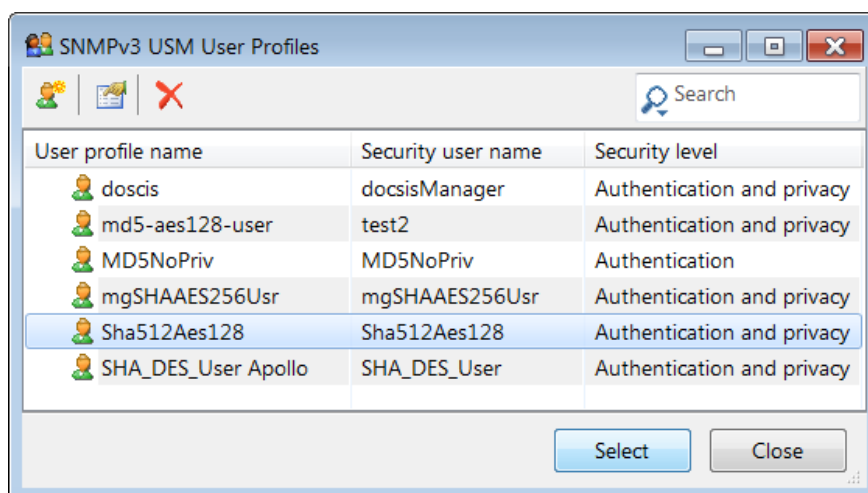 SNMPv3 USM User Profiles
Search
User profile name Security user name Security level
doscis docsisManager Authentication and privacy
md5-aes128-user test2 Authentication and privacy
MD5NoPriv MD5NoPriv Authentication
mgSHAAES256Usr mgSHAAES256Usr Authentication and privacy
Sha512Aes128 Sha512Aes128 Authentication and privacy
SHA_DES_User Apollo SHA_DES_User Authentication and privacy
Select Close